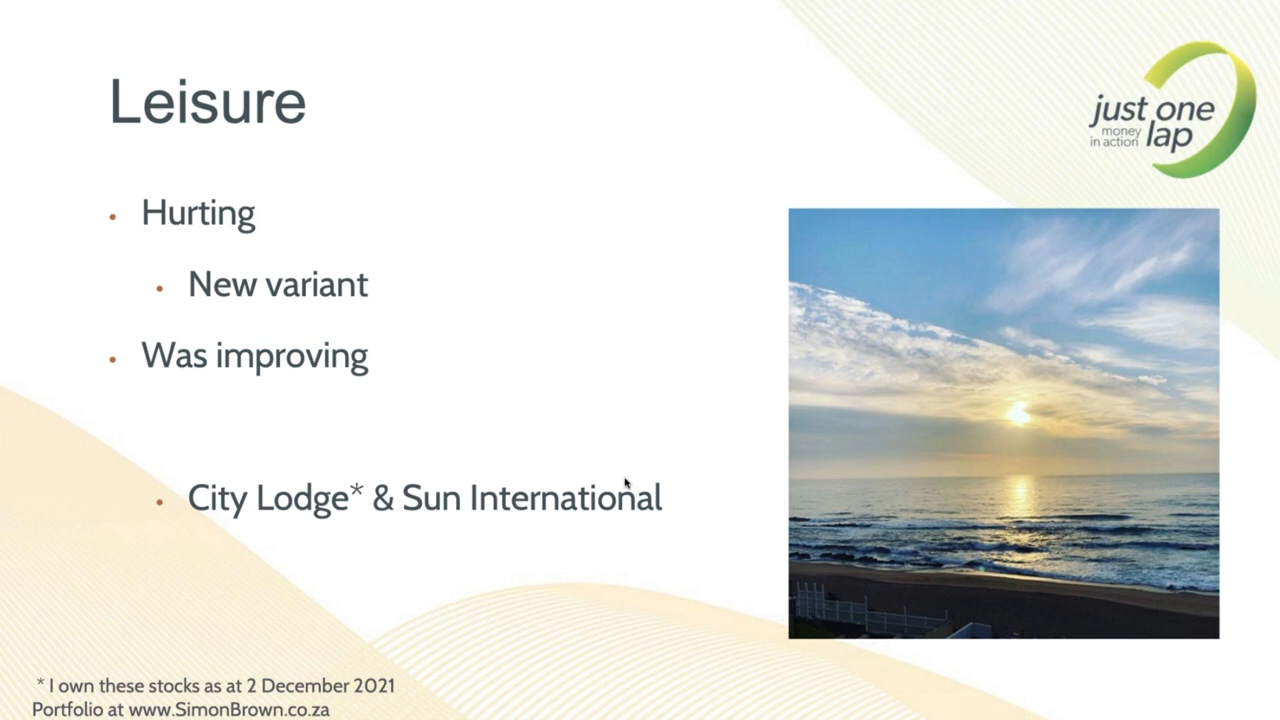 Leisure
just one
money
in action lap
• Hurting
• New variant
• Was improving
• City Lodge* & Sun International
* I own these stocks as at 2 December 2021
Portfolio at www.SimonBrown.co.za